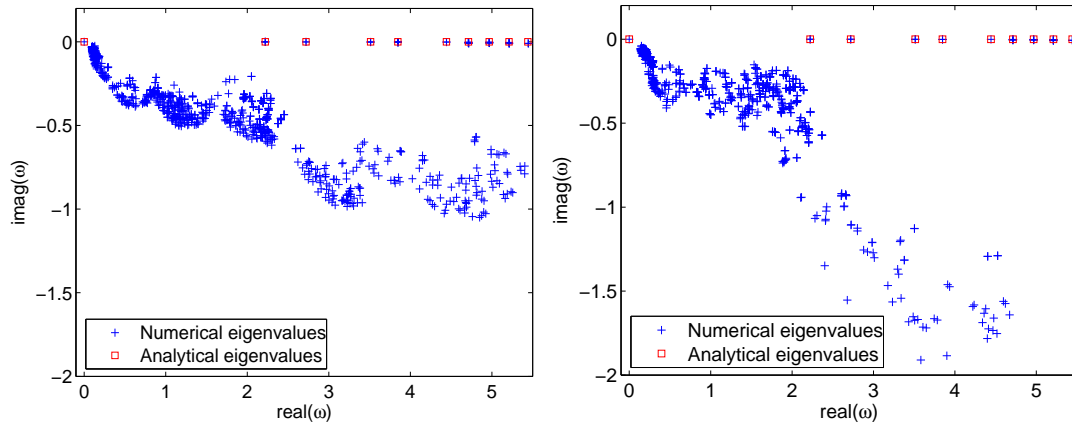 0
−0.5
−1
−1.5
−2
imag(ω)
0
1
2
3
4
5
real(ω)
Numerical eigenvalues
Analytical eigenvalues
0
−0.5
−1
−1.5
−2
imag(ω)
0
1
2
3
4
5
real(ω)
Numerical eigenvalues
Analytical eigenvalues